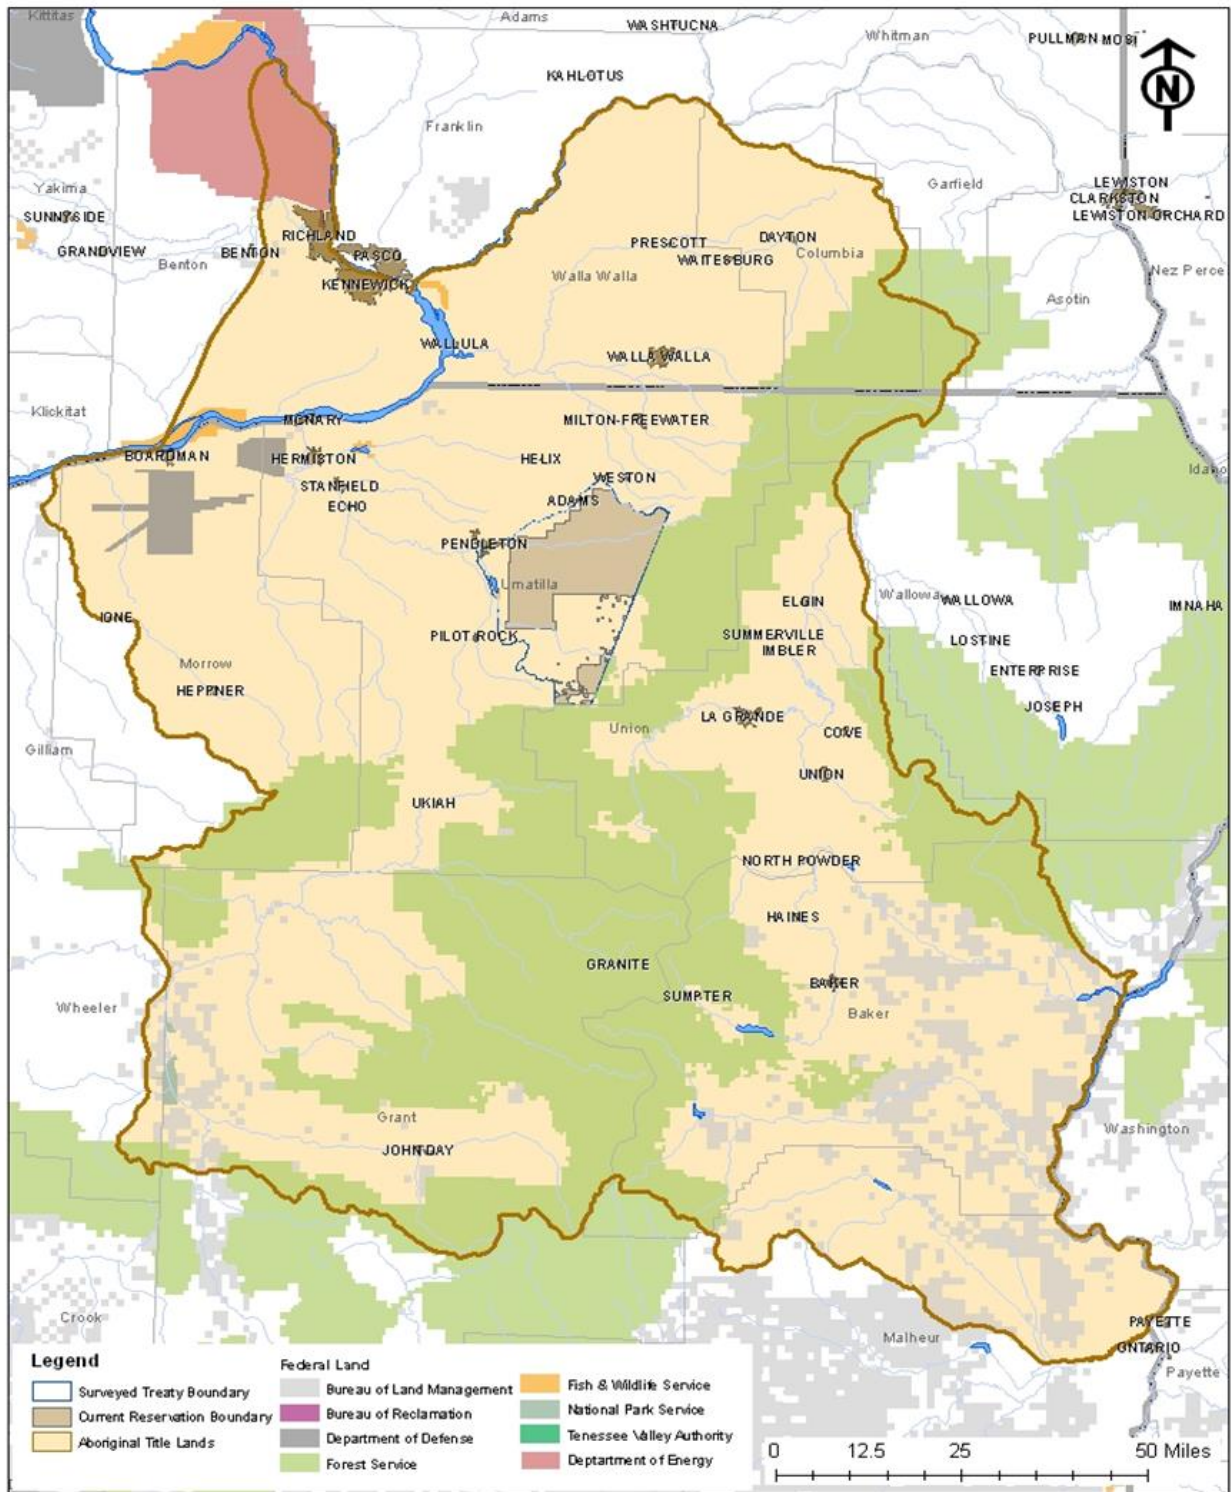 Kittitas
Adams
WASHTUCNA
Whitman
PULLMAN
MOS
KAHLOTUS
N
Franklin
Yakima
Garfield
LEWISTON
CLARKSTON
LEWISTON ORCHARD
SUNNYSIDE
RICHLAND
GRANDVIEW
BENTON
PASCO
PRESCOTT
DAYTON
Benton
WAITESBURG
Columbia
Nez Perce
KENNEWICK
Walla Walla
Asotin
WALLULA
WALLA WALLA
Klickitat
MCNARY
MILTON-FREEWATER
BOARDMAN
HERMISTON
HELIX
Idaho
STANFIELD
WESTON
ECHO
ADAMS
PENDLETON
Umatilla
ELGIN
Wallowa
WALLOWA
IMNAHA
IONE
PILOT ROCK
SUMMERVILLE
IMBLER
LOSTINE
Morrow
ENTERPRISE
HEPPNER
JOSEPH
LA GRANDE
Gilliam
Union
COVE
UNION
UKIAH
NORTH POWDER
HAINES
GRANITE
SUMPTER
BAKER
Wheeler
Baker
Grant
Washington
JOHN DAY
Crook
Malheur
PAYETTE
ONTARIO
Payette
Legend
Surveyed Treaty Boundary
Current Reservation Boundary
Aboriginal Title Lands
Federal Land
Bureau of Land Management
Bureau of Reclamation
Department of Defense
Forest Service
Fish & Wildlife Service
National Park Service
Tenessee Valley Authority
Deptartment of Energy
0 12.5 25 50 Miles